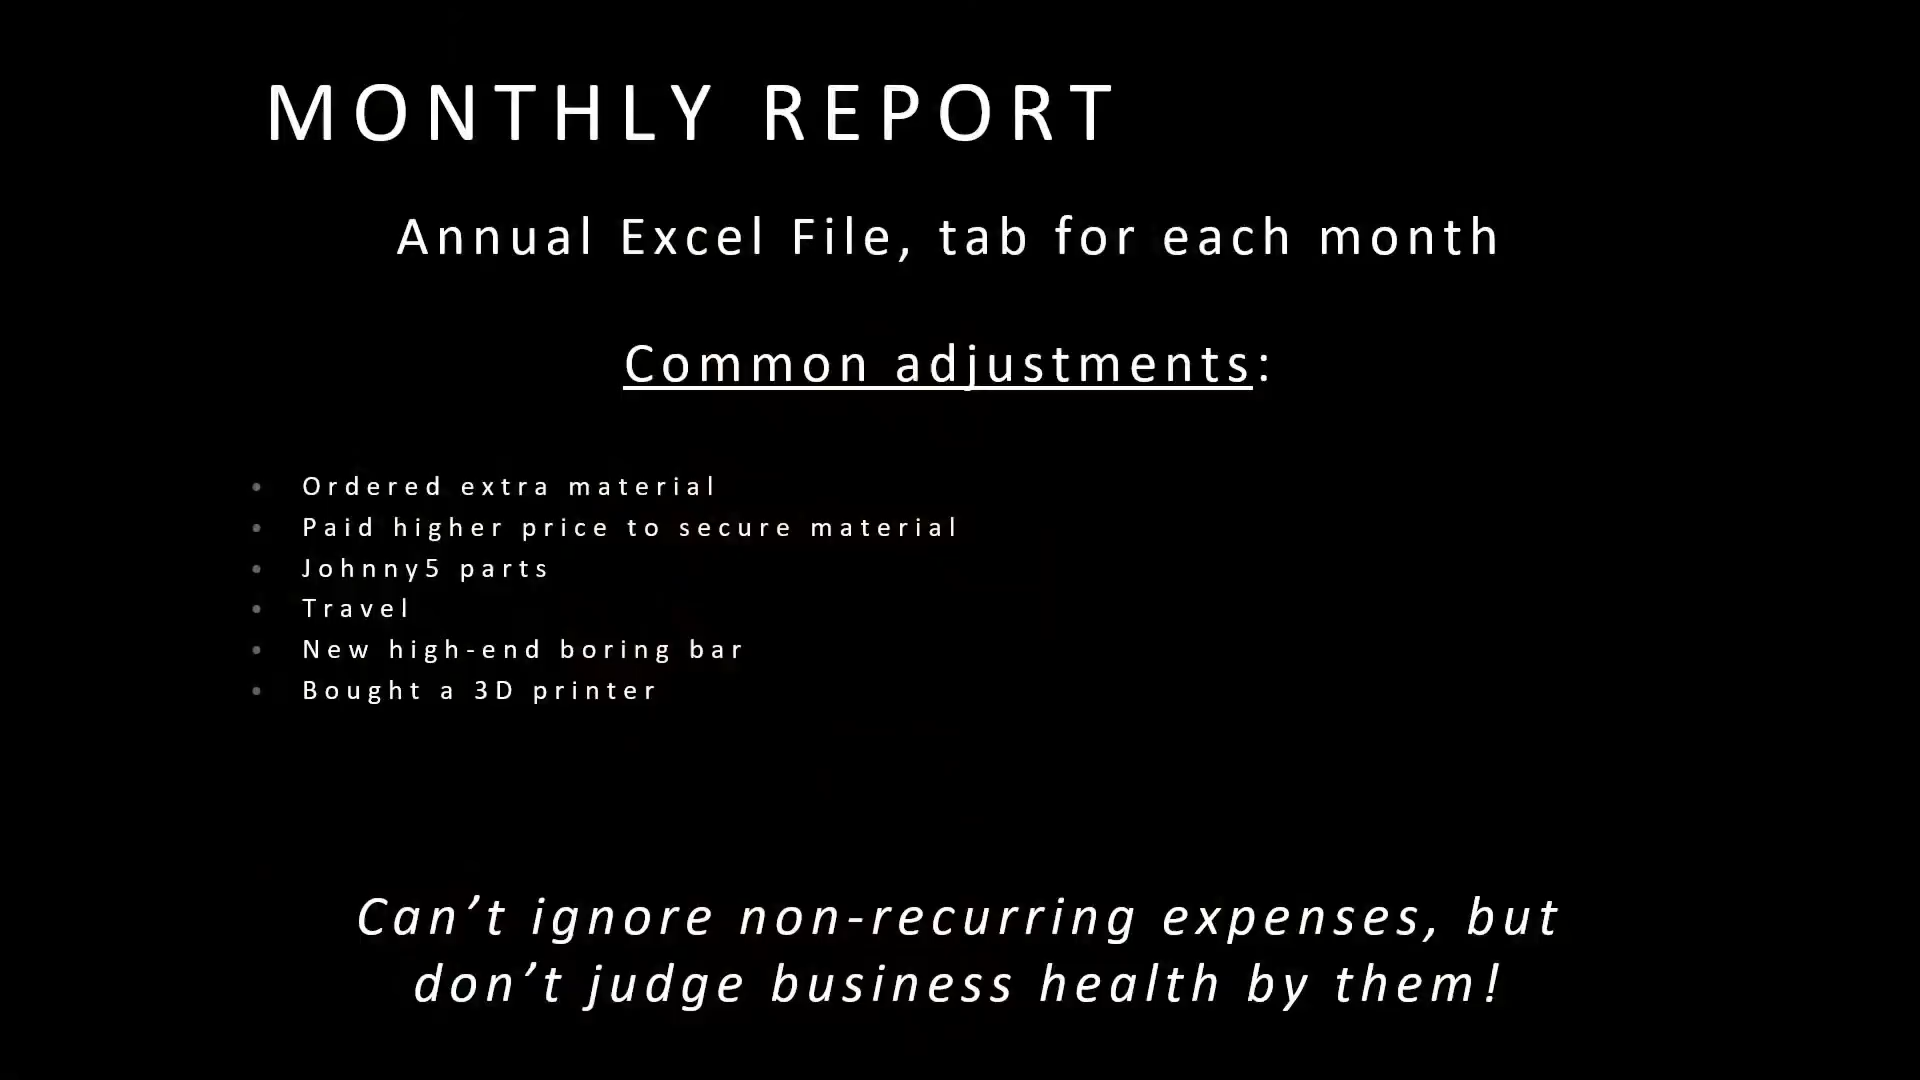 MONTHLY REPORT
Annual Excel File, tab for each month
Common adjustments:
• Ordered extra material
• Paid higher price to secure material
• Johnny5 parts
• Travel
• New high-end boring bar
• Bought a 3D printer
Can’t ignore non-recurring expenses, but
don’t judge business health by them!